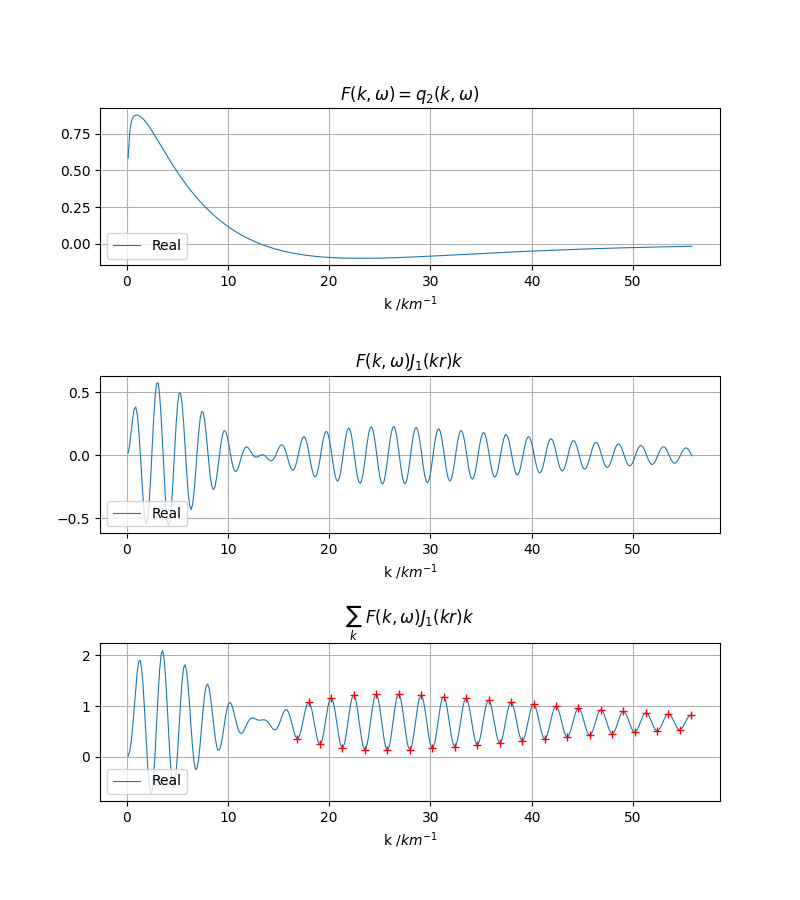 F(k, ω) = q₂(k, ω)
0.75
0.50
0.25
0.00
Real
0 10 20 30 40 50
k /km⁻¹
F(k, ω)J₁(kr)k
0.5
0.0
−0.5
Real
0 10 20 30 40 50
k /km⁻¹
∑ₖ F(k, ω)J₁(kr)k
2
1
0
Real
0 10 20 30 40 50
k /km⁻¹